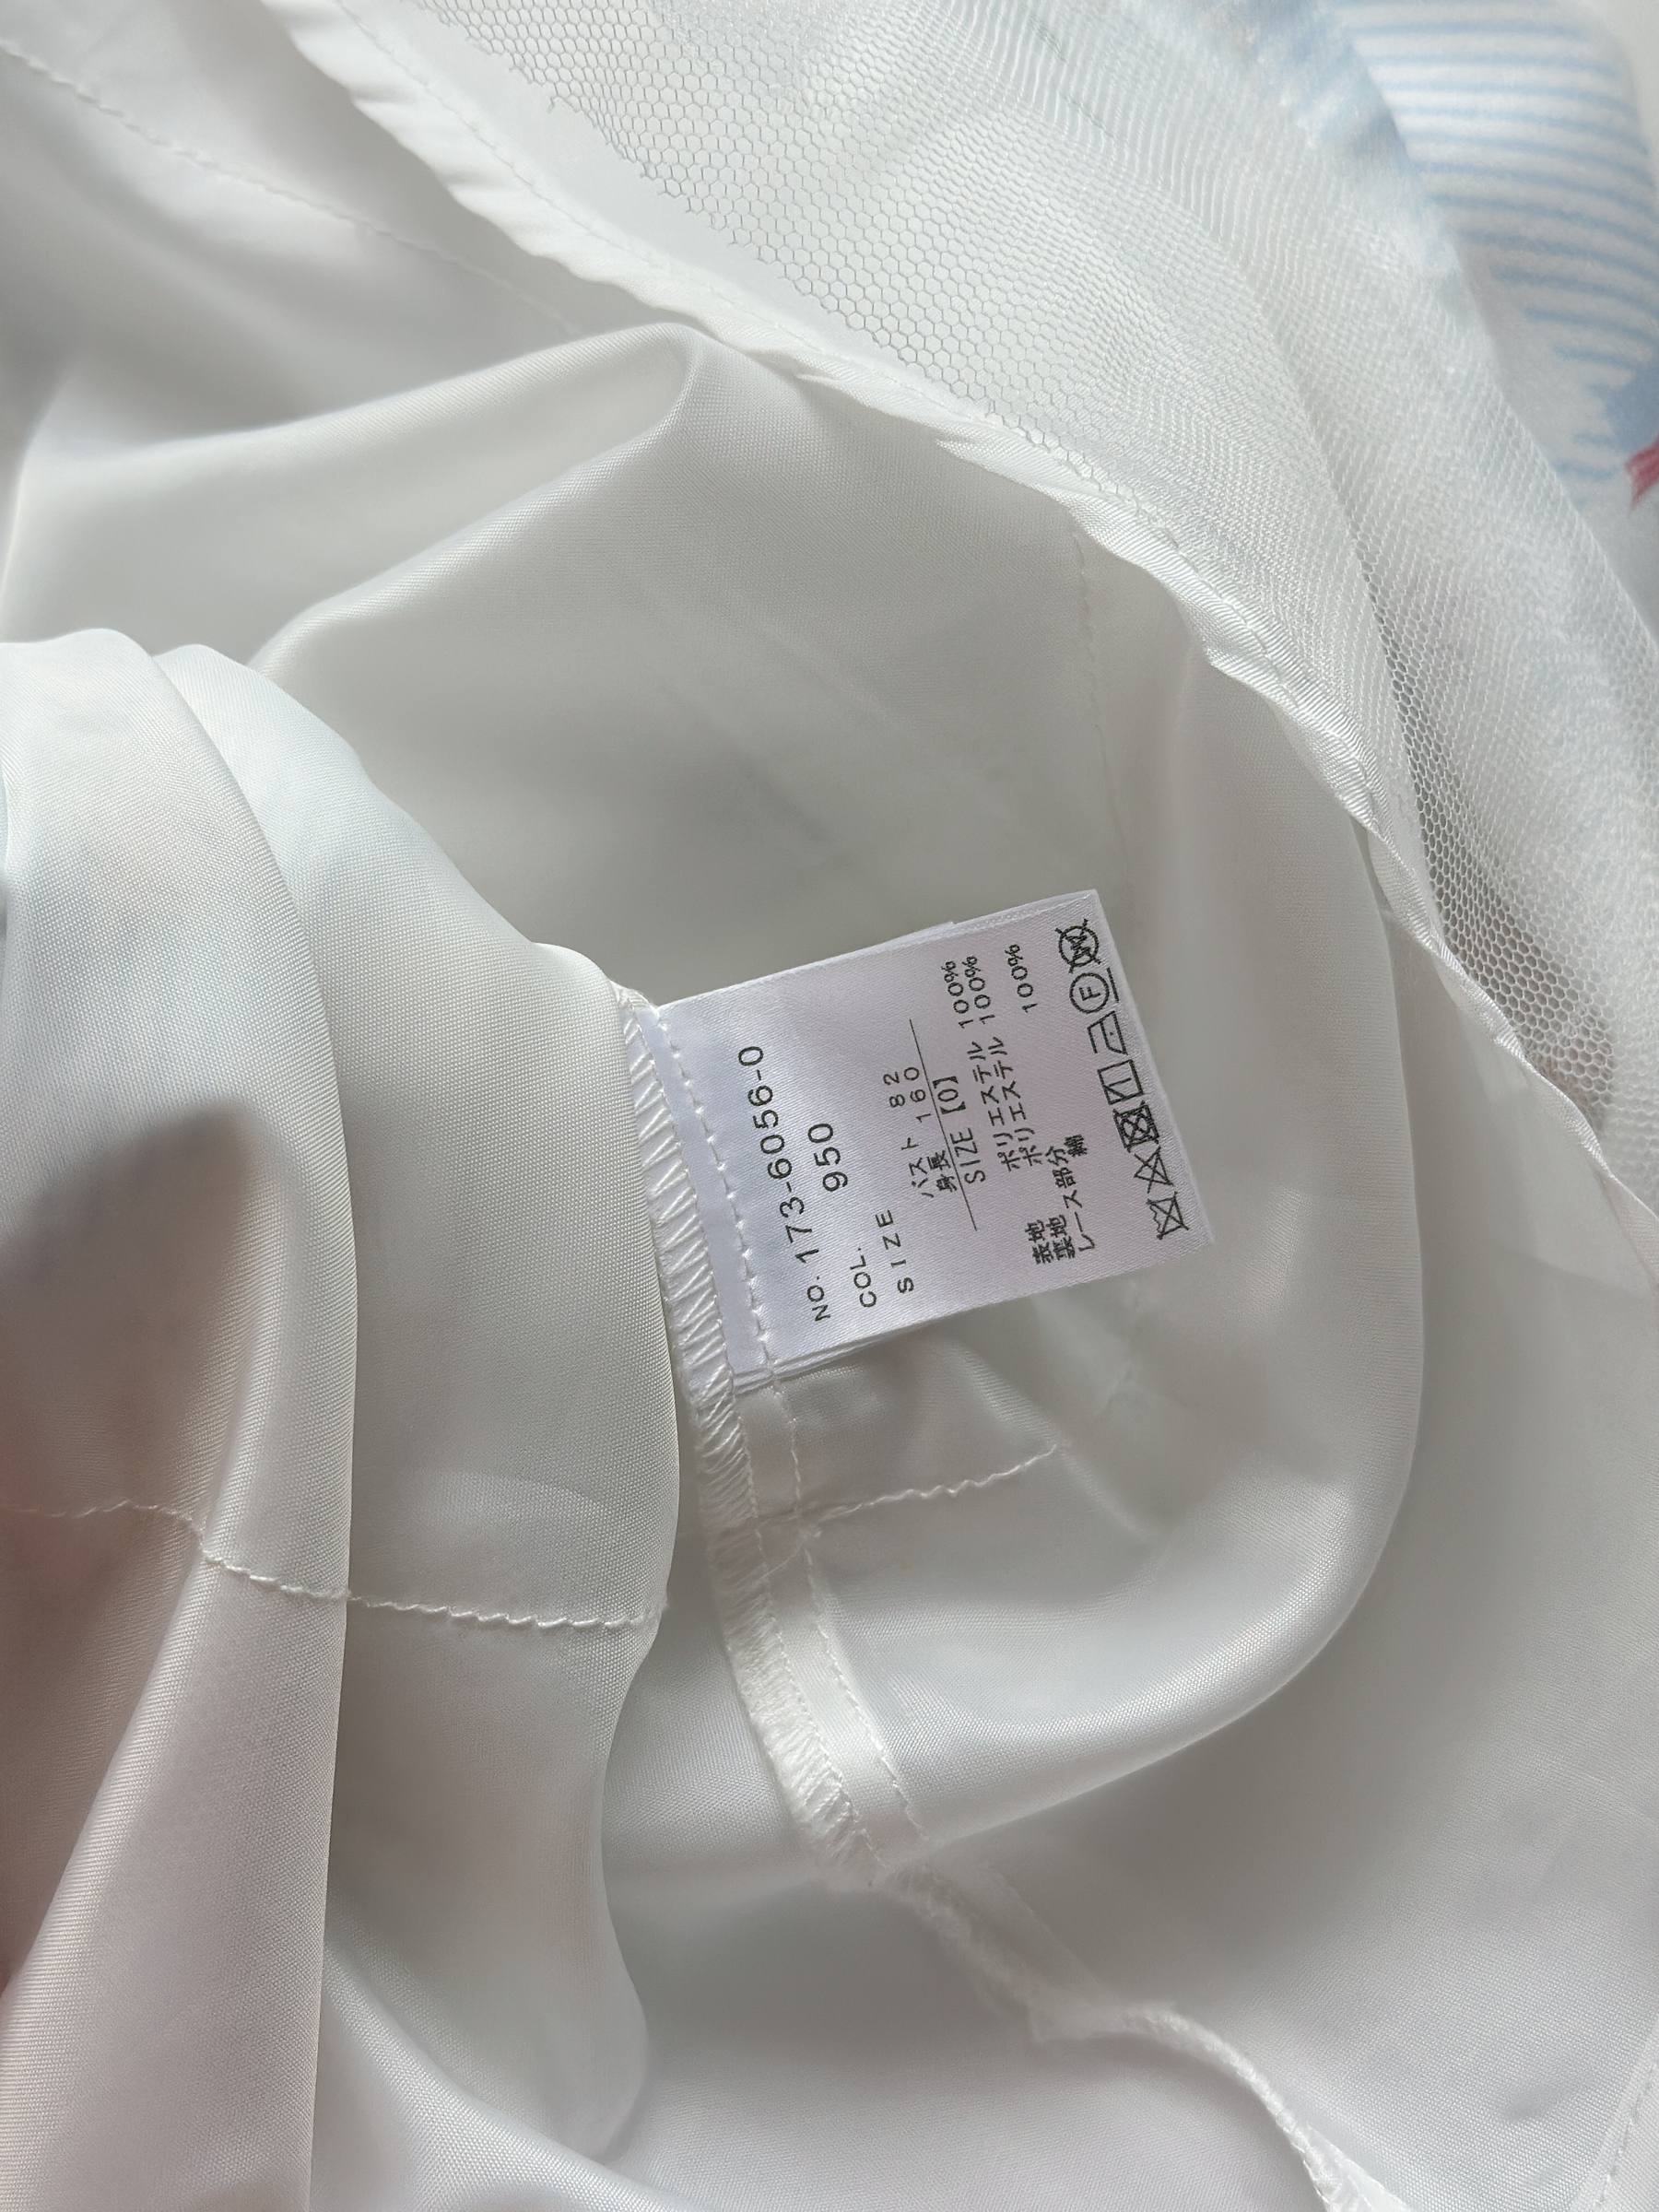 NO. 173-6056-0
COL. 950
SIZE
バスト 82
身長 160
SIZE【0】
表地 ポリエステル 100%
裏地 ポリエステル 100%
レース部分
綿 100%
F
W